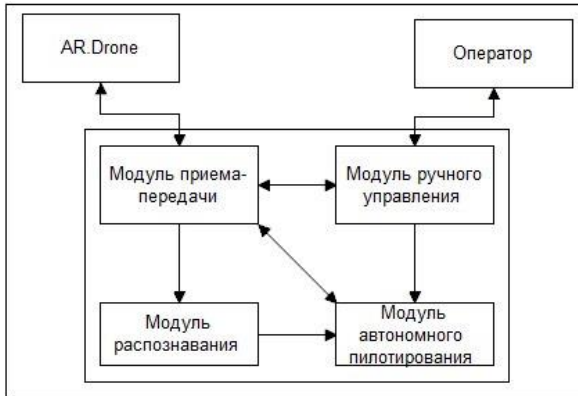 AR.Drone
Оператор
Модуль приема-
передачи
Модуль ручного
управления
Модуль
распознавания
Модуль
автономного
пилотирования